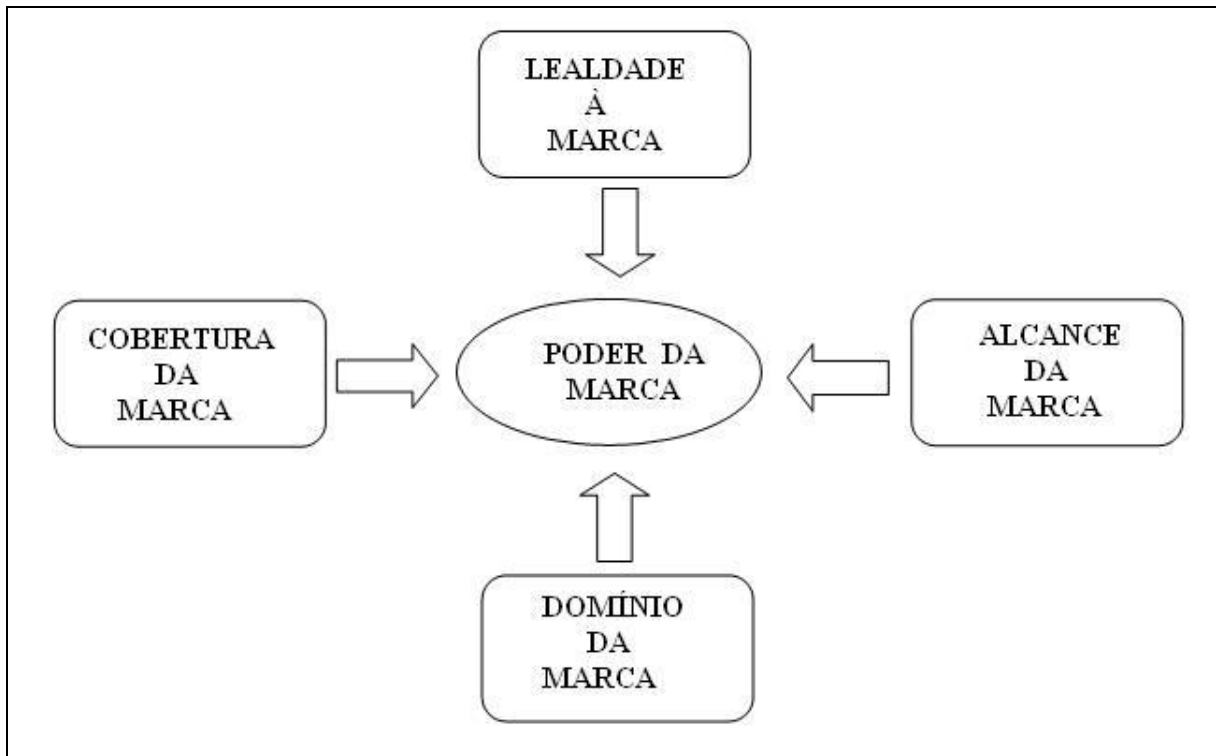 LEALDADE
À
MARCA
COBERTURA
DA
MARCA
PODER DA
MARCA
ALCANCE
DA
MARCA
DOMÍNIO
DA
MARCA